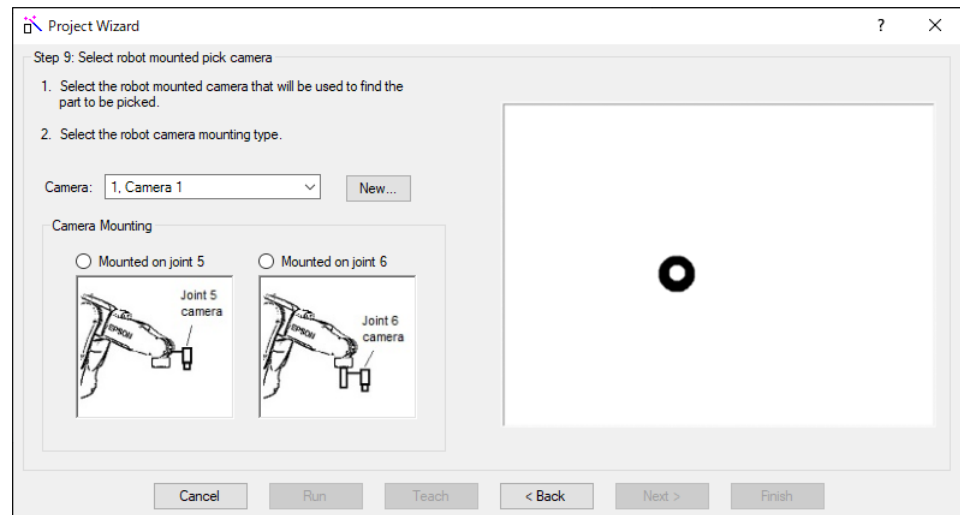 Project Wizard
?
Step 9: Select robot mounted pick camera
1. Select the robot mounted camera that will be used to find the
part to be picked.
2. Select the robot camera mounting type.
Camera: 1, Camera 1 New...
Camera Mounting
Mounted on joint 5
Mounted on joint 6
Joint 5
camera
EPSON
Joint 6
camera
EPSON
Cancel Run Teach < Back Next > Finish